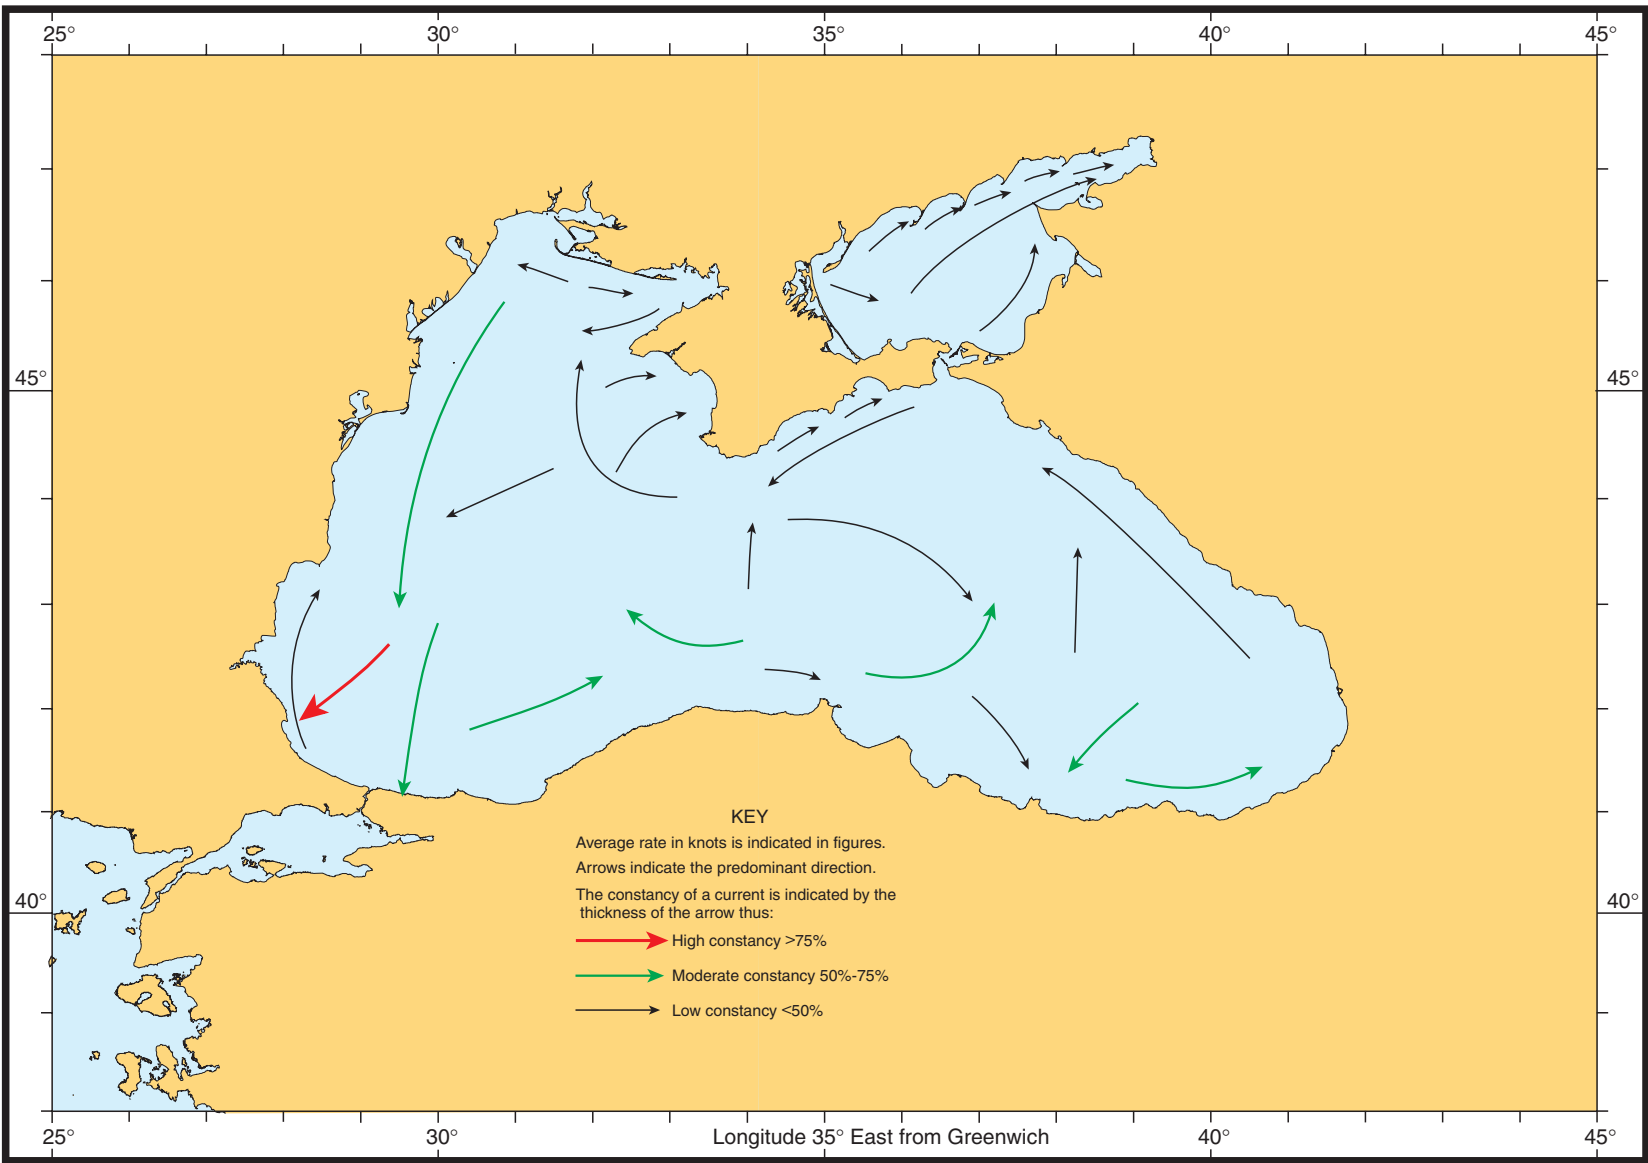 25°
30°
35°
40°
45°
45°
45°
40°
40°
KEY
Average rate in knots is indicated in figures.
Arrows indicate the predominant direction.
The constancy of a current is indicated by the
thickness of the arrow thus:
High constancy >75%
Moderate constancy 50%-75%
Low constancy <50%
25°
30°
Longitude 35° East from Greenwich
40°
45°